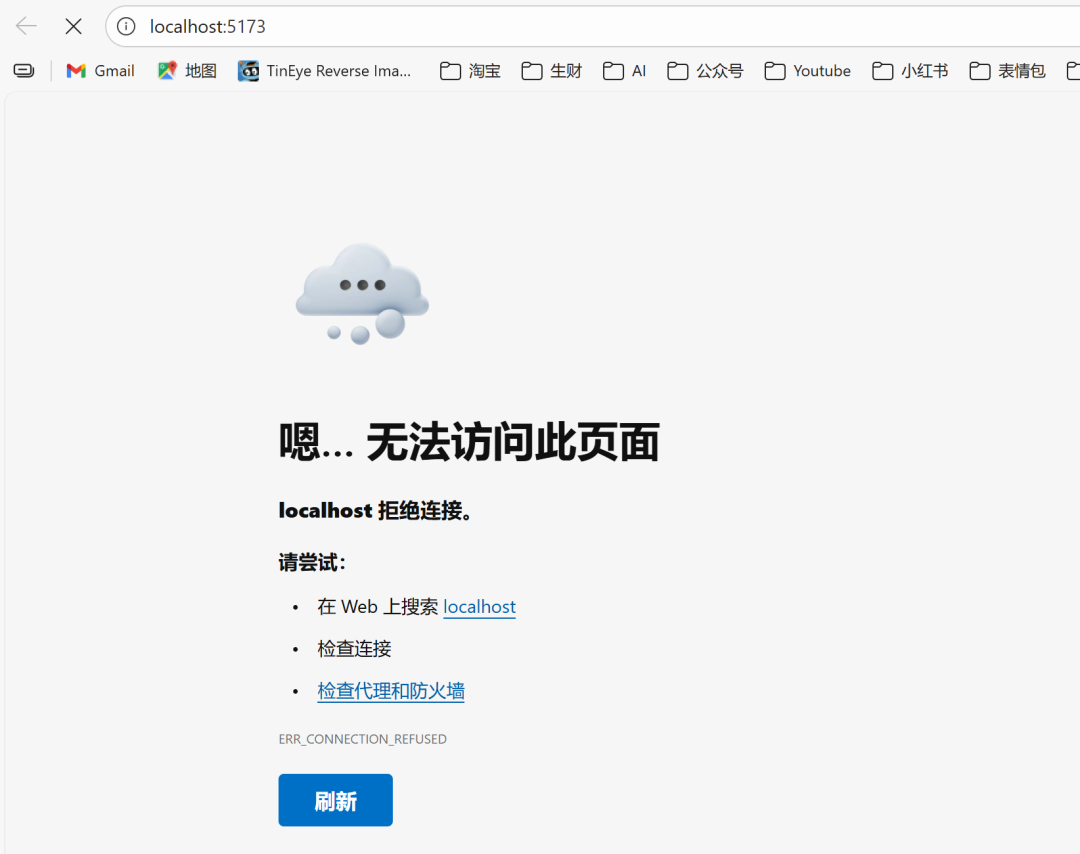 localhost:5173
Gmail 地图 TinEye Reverse Ima... 淘宝 生财 AI 公众号 Youtube 小红书 表情包
嗯... 无法访问此页面
localhost 拒绝连接。
请尝试：
• 在 Web 上搜索 localhost
• 检查连接
• 检查代理和防火墙
ERR_CONNECTION_REFUSED
刷新